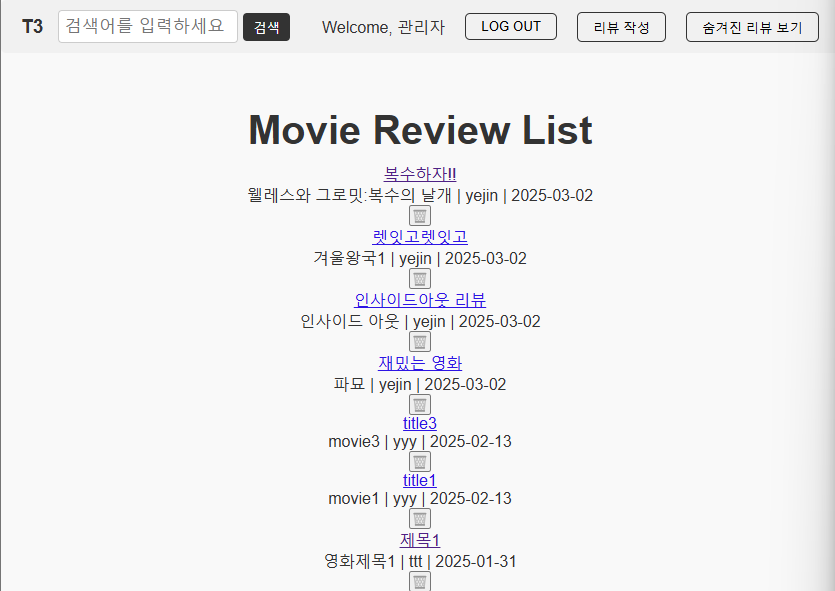 T3 검색어를 입력하세요 검색 Welcome, 관리자 LOG OUT 리뷰 작성 숨겨진 리뷰 보기
Movie Review List
복수하자!!
웰레스와 그로밋:복수의 날개 | yejin | 2025-03-02
렛잇고렛잇고
겨울왕국1 | yejin | 2025-03-02
인사이드아웃 리뷰
인사이드 아웃 | yejin | 2025-03-02
재밌는 영화
파묘 | yejin | 2025-03-02
title3
movie3 | yyy | 2025-02-13
title1
movie1 | yyy | 2025-02-13
제목1
영화제목1 | ttt | 2025-01-31